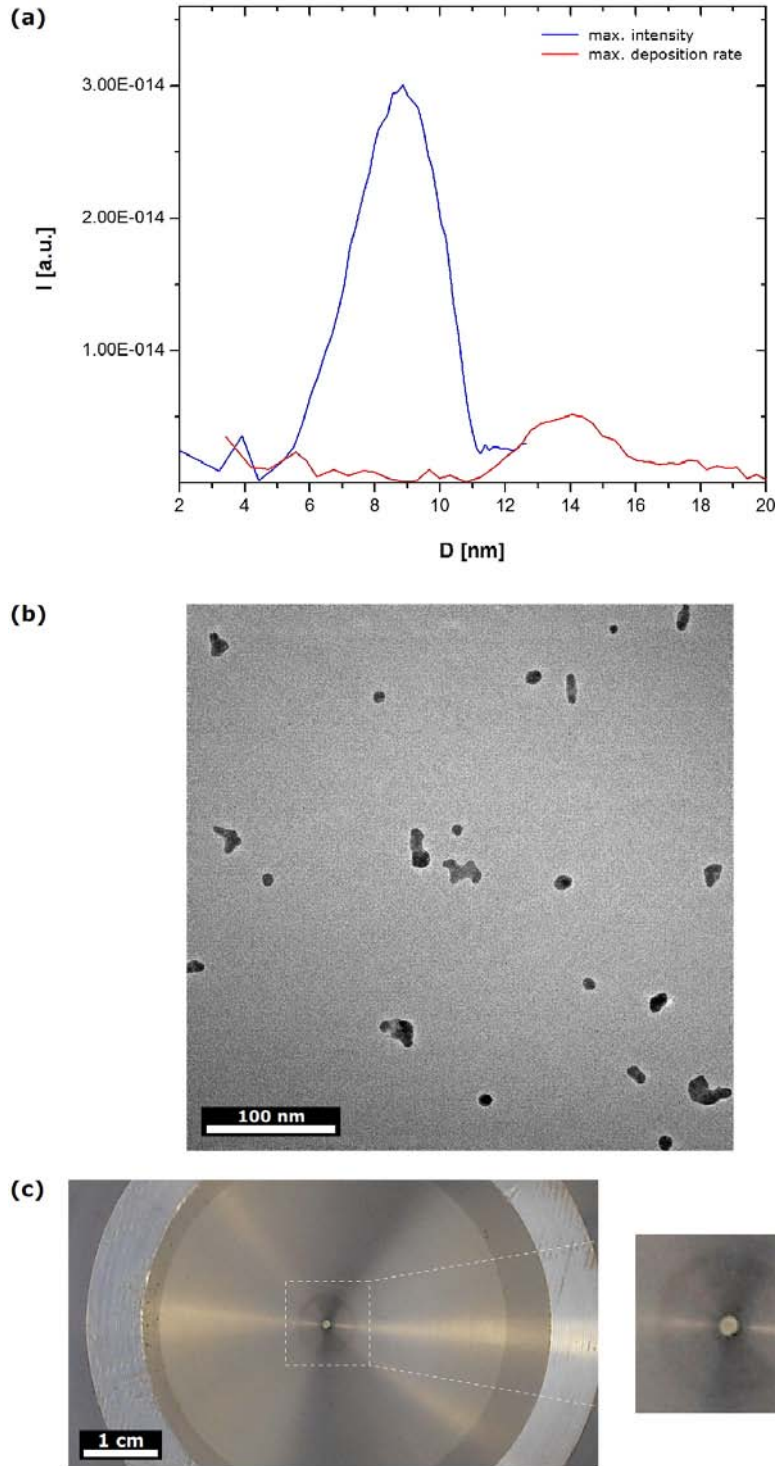 (a)
max. intensity
max. deposition rate
3.00E-014
2.00E-014
1.00E-014
I [a.u.]
2 4 6 8 10 12 14 16 18 20
D [nm]
(b)
100 nm
(c)
1 cm